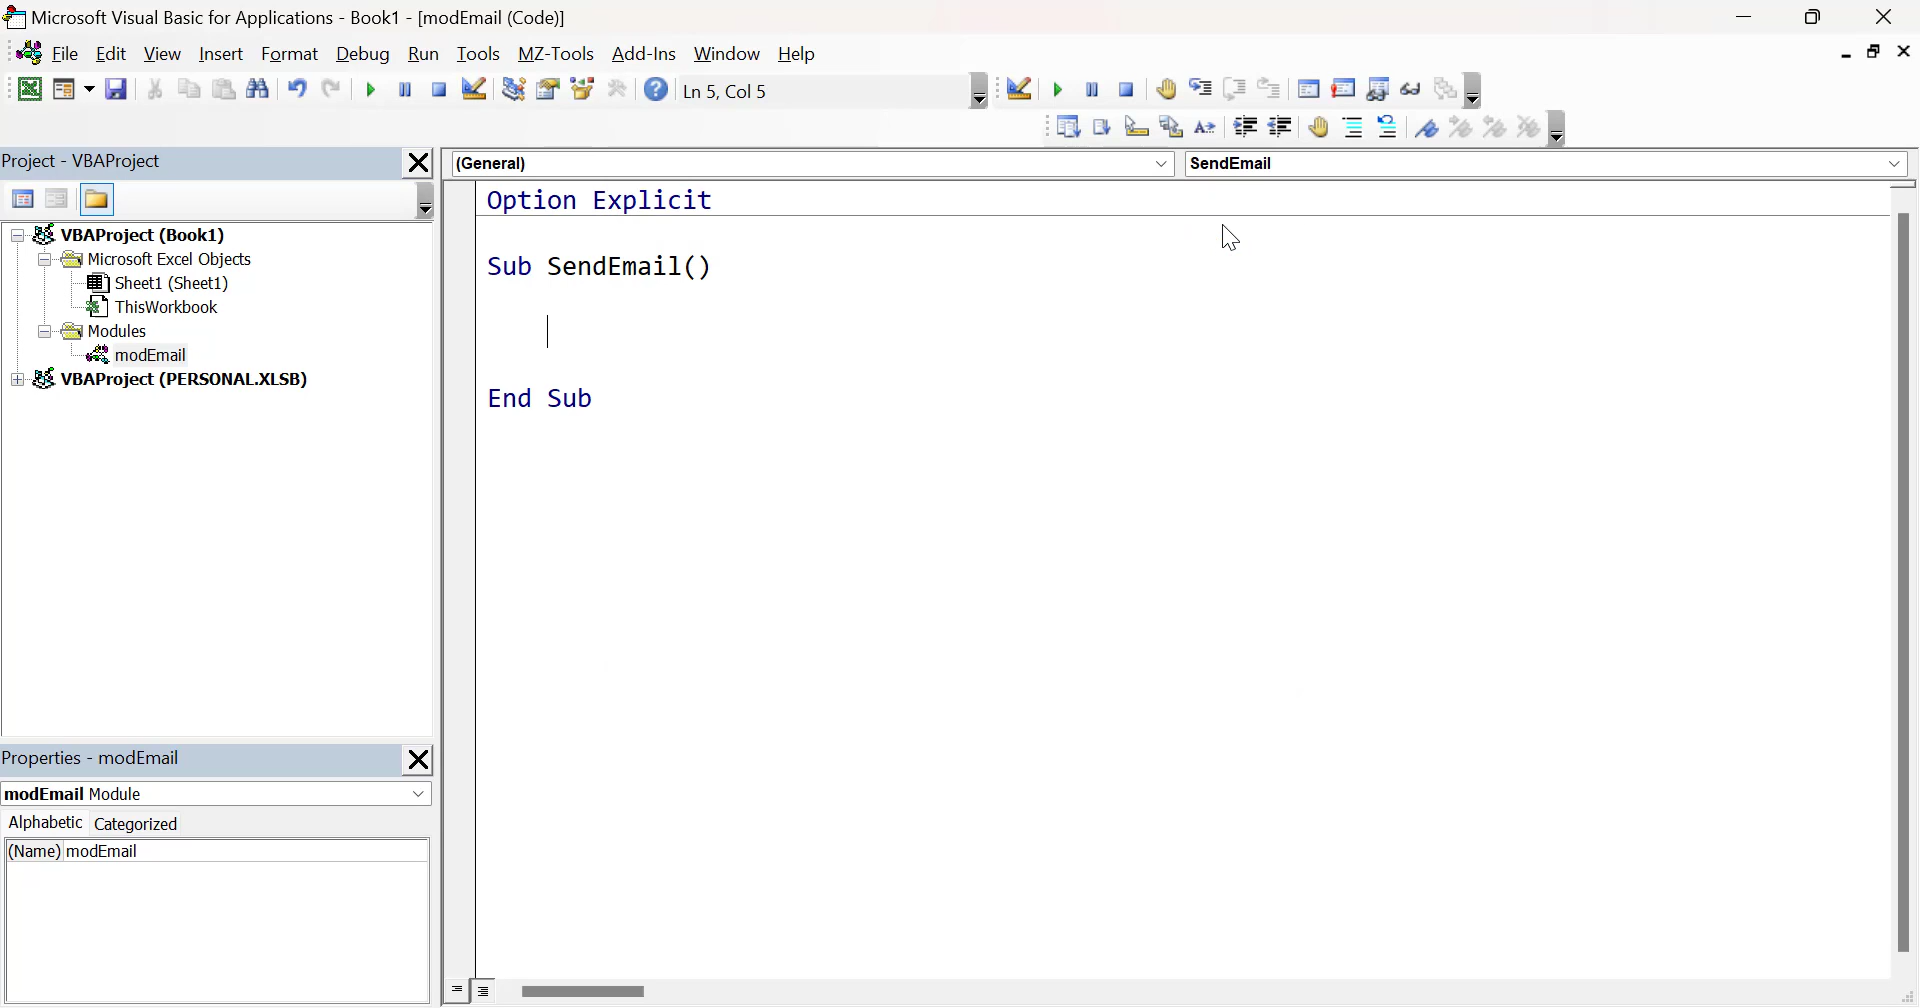 Microsoft Visual Basic for Applications - Book1 - [modEmail (Code)]
File Edit View Insert Format Debug Run Tools MZ-Tools Add-Ins Window Help
Ln 5, Col 5
Project - VBAProject
(General) SendEmail
VBAProject (Book1)
Microsoft Excel Objects
Sheet1 (Sheet1)
ThisWorkbook
Modules
modEmail
VBAProject (PERSONAL.XLSB)
Option Explicit
Sub SendEmail()
End Sub
Properties - modEmail
modEmail Module
Alphabetic Categorized
(Name) modEmail